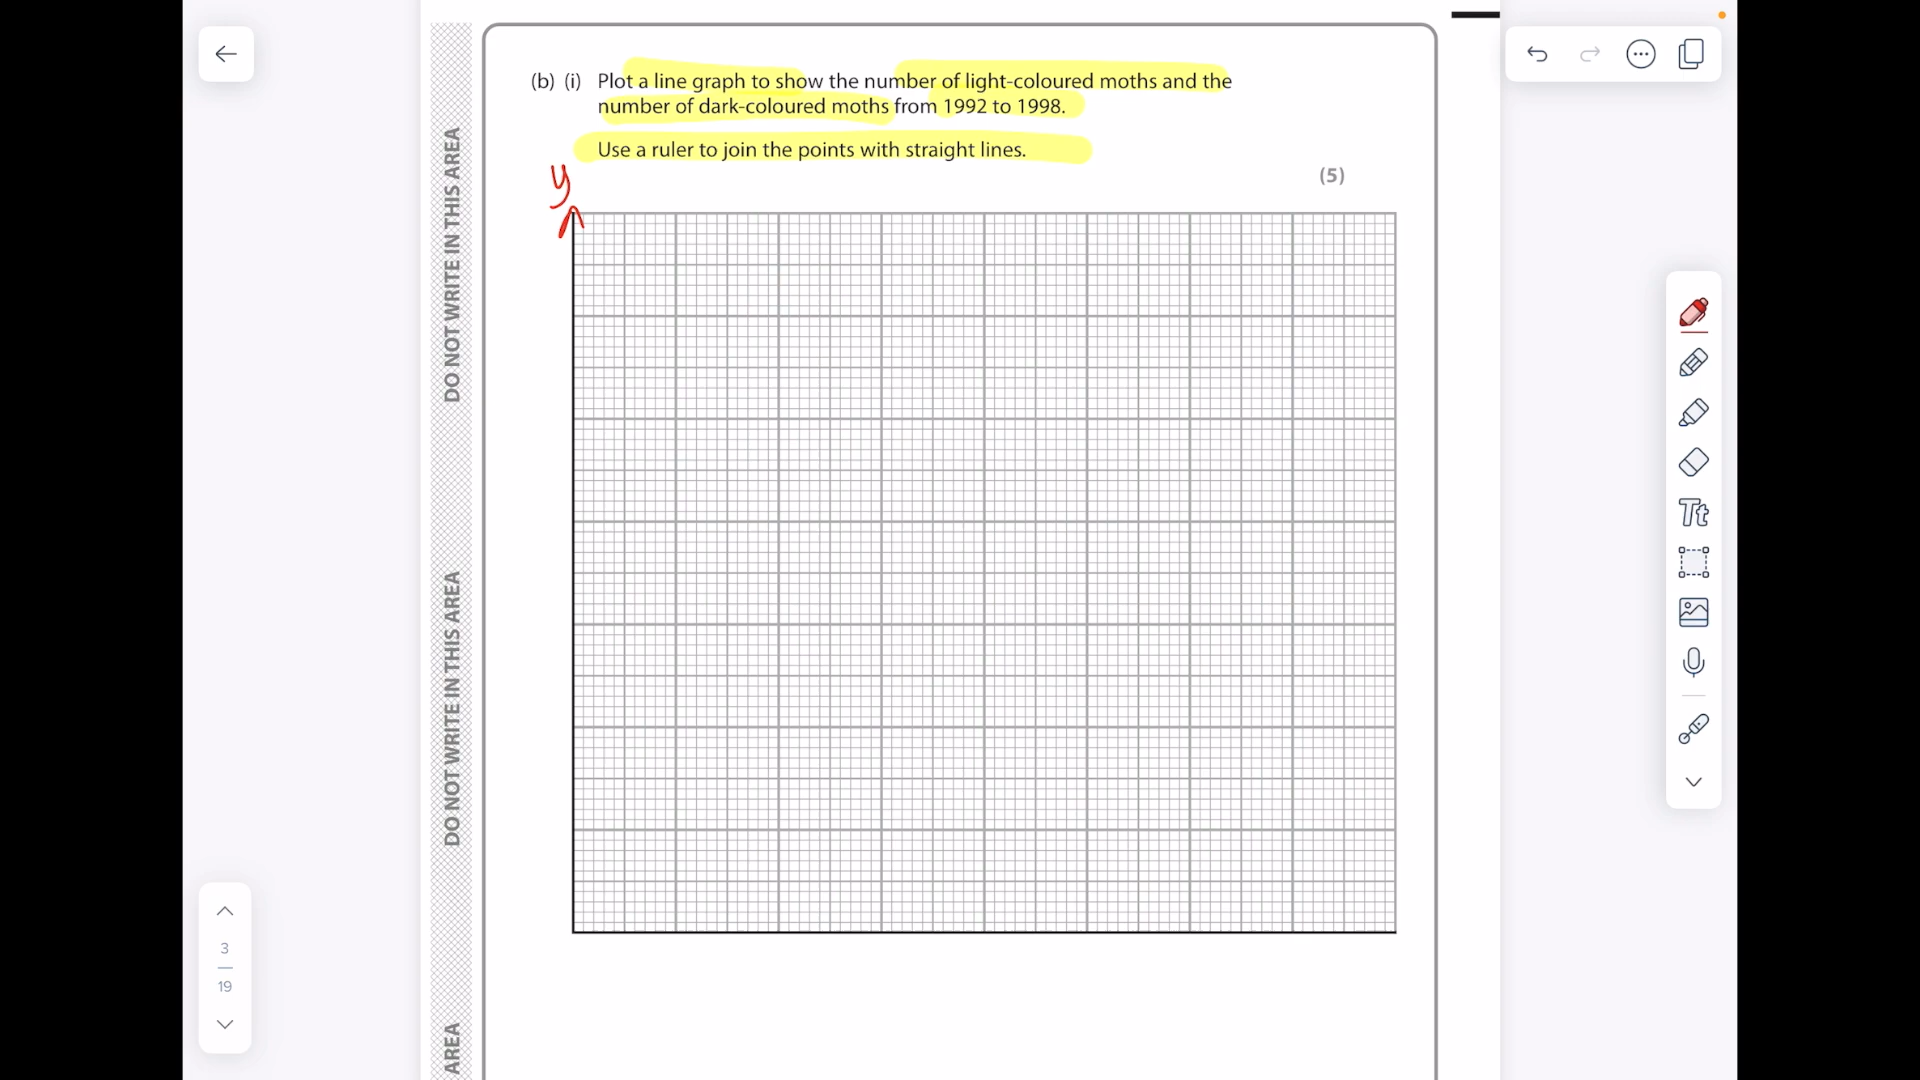 (b) (i) Plot a line graph to show the number of light-coloured moths and the
number of dark-coloured moths from 1992 to 1998.
Use a ruler to join the points with straight lines.
(5)
y
DO NOT WRITE IN THIS AREA
DO NOT WRITE IN THIS AREA
AREA
Tt
3
19